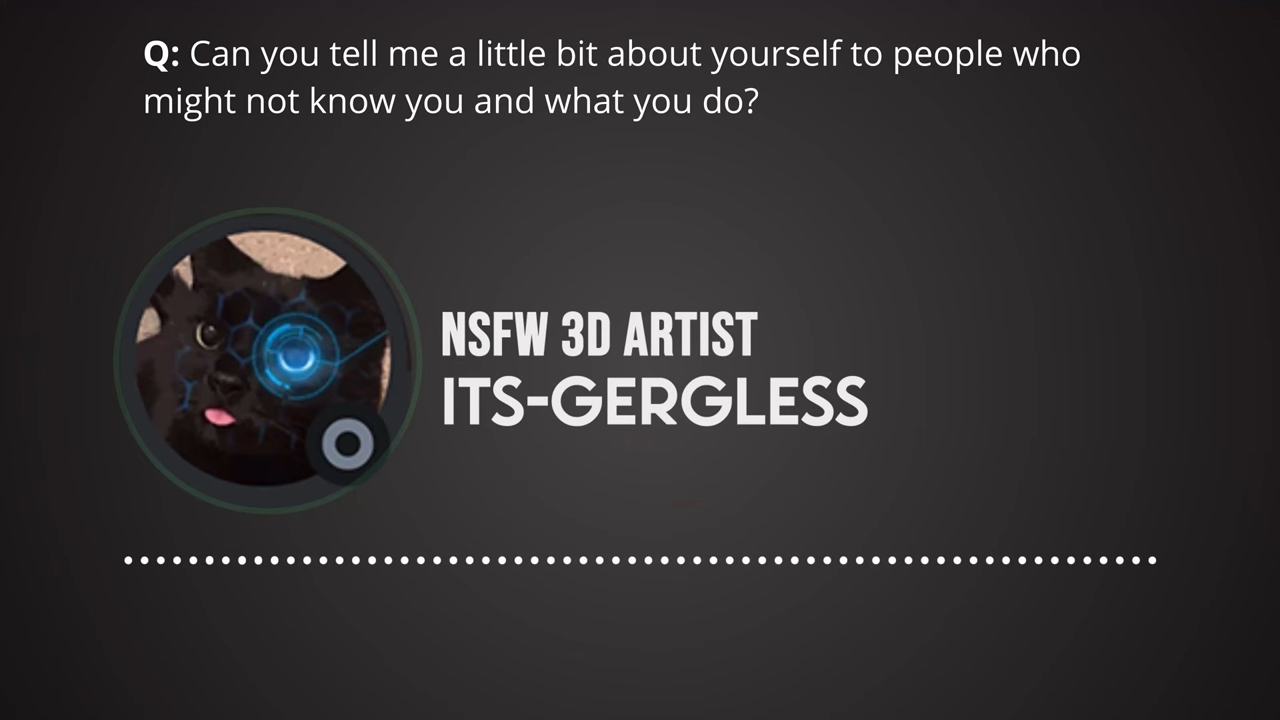 Q: Can you tell me a little bit about yourself to people who
might not know you and what you do?
NSFW 3D ARTIST
ITS-GERGLESS